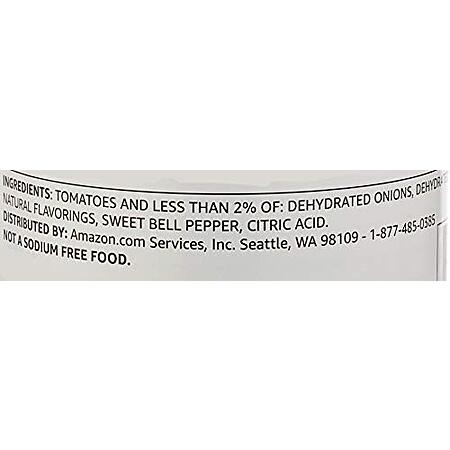 INGREDIENTS: TOMATOES AND LESS THAN 2% OF: DEHYDRATED ONIONS,
NATURAL FLAVORINGS, SWEET BELL PEPPER, CITRIC ACID.
DISTRIBUTED BY: Amazon.com Services, Inc. Seattle, WA 98109 - 1-877-485-0385
NOT A SODIUM FREE FOOD.